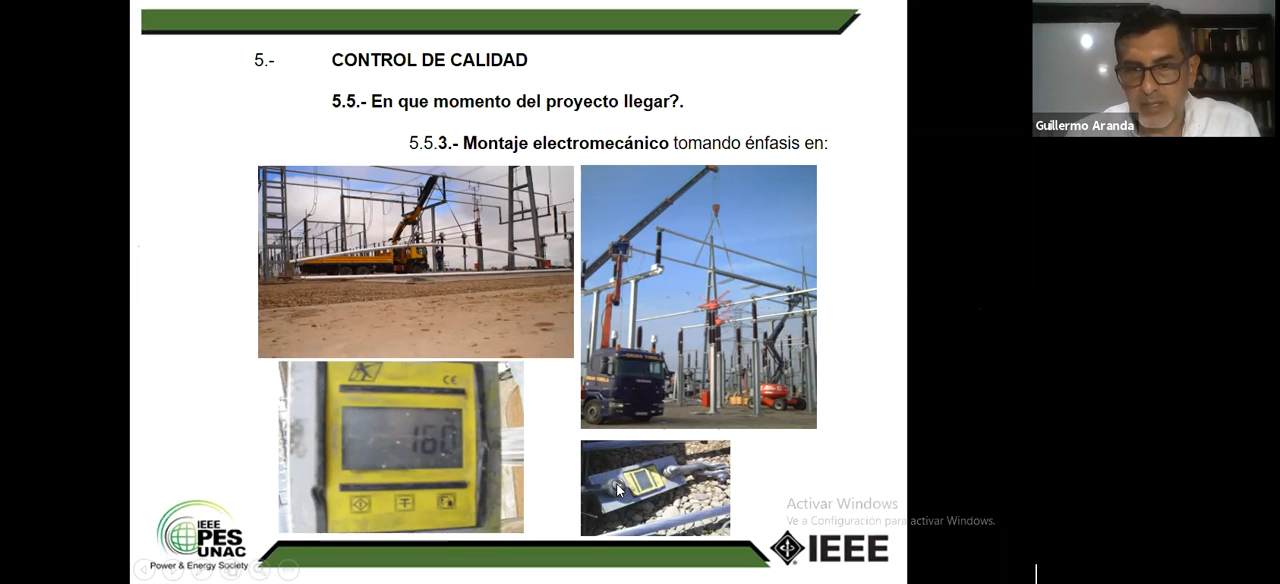 5.- CONTROL DE CALIDAD
5.5.- En que momento del proyecto llegar?.
5.5.3.- Montaje electromecánico tomando énfasis en:
Guillermo Aranda
CE
160
IEEE
PES
UNAC
Power & Energy Society
Activar Windows
Ve a Configuración para activar Windows.
IEEE